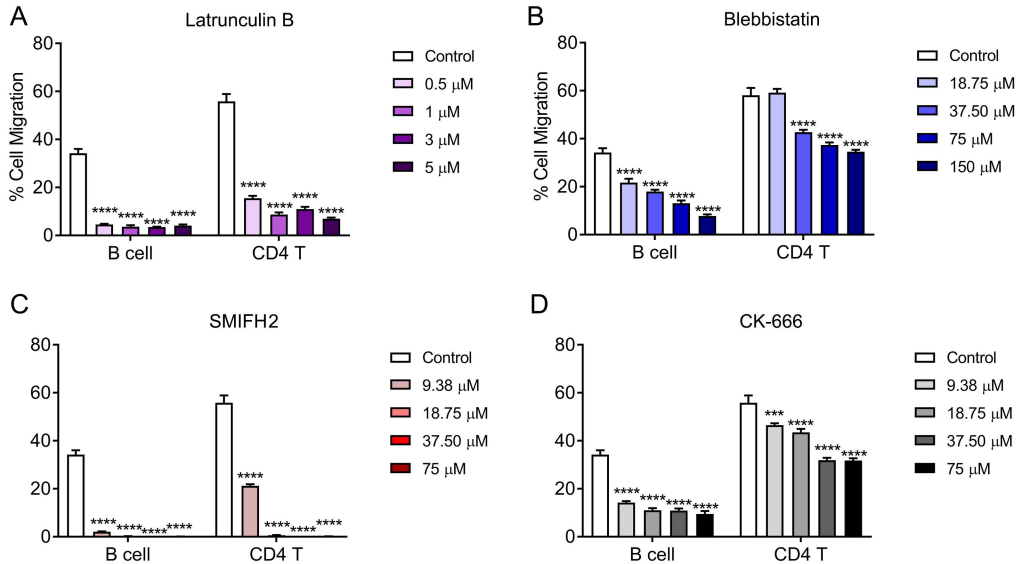 A
Latrunculin B
80
60
40
20
0
% Cell Migration
**** **** **** ****
**** **** **** ****
B cell
CD4 T
Control
0.5 μM
1 μM
3 μM
5 μM
B
Blebbistatin
80
60
40
20
0
% Cell Migration
**** **** **** ****
**** **** ****
B cell
CD4 T
Control
18.75 μM
37.50 μM
75 μM
150 μM
C
SMIFH2
80
60
40
20
0
**** **** **** ****
**** **** **** ****
B cell
CD4 T
Control
9.38 μM
18.75 μM
37.50 μM
75 μM
D
CK-666
80
60
40
20
0
**** **** **** ****
*** **** **** ****
B cell
CD4 T
Control
9.38 μM
18.75 μM
37.50 μM
75 μM